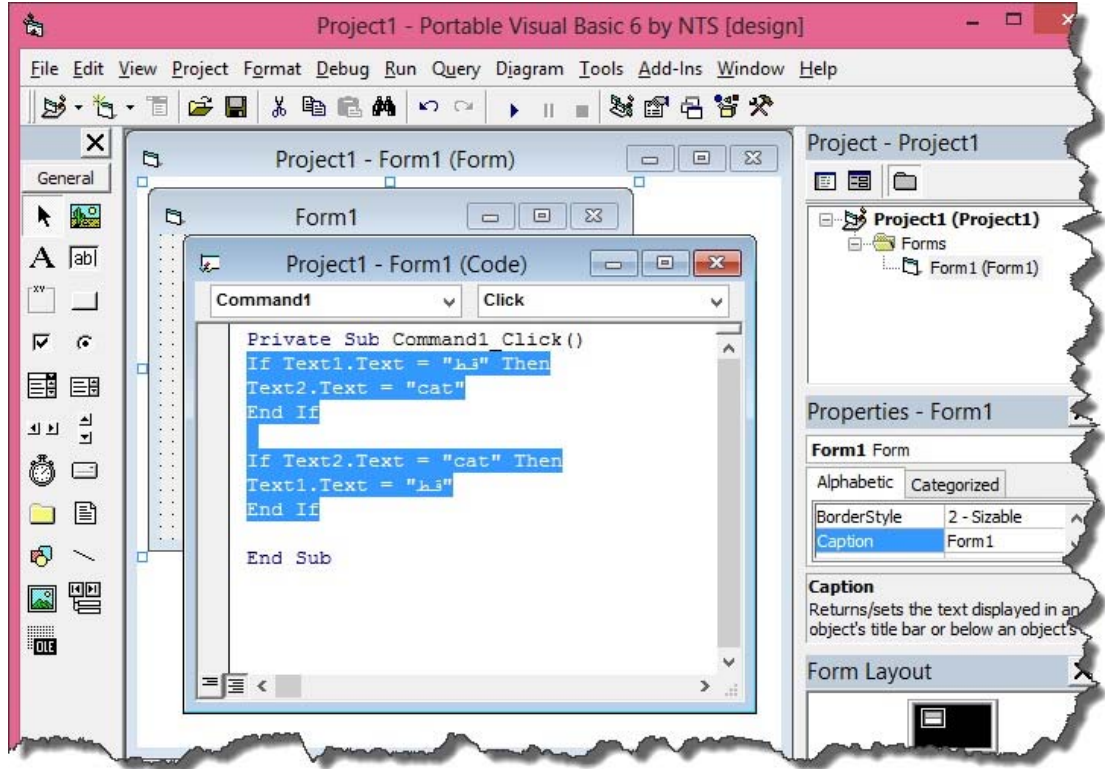 Project1 - Portable Visual Basic 6 by NTS [design]
File Edit View Project Format Debug Run Query Diagram Tools Add-Ins Window Help
General
A
ab|
XY
OLE
Project1 - Form1 (Form)
Form1
Project1 - Form1 (Code)
Command1
Click
Private Sub Command1_Click()
If Text1.Text = "قط" Then
Text2.Text = "cat"
End If
If Text2.Text = "cat" Then
Text1.Text = "قط"
End If
End Sub
Project - Project1
Project1 (Project1)
Forms
Form1 (Form1)
Properties - Form1
Form1 Form
Alphabetic Categorized
BorderStyle 2 - Sizable
Caption Form1
Caption
Returns/sets the text displayed in an
object's title bar or below an object's
Form Layout